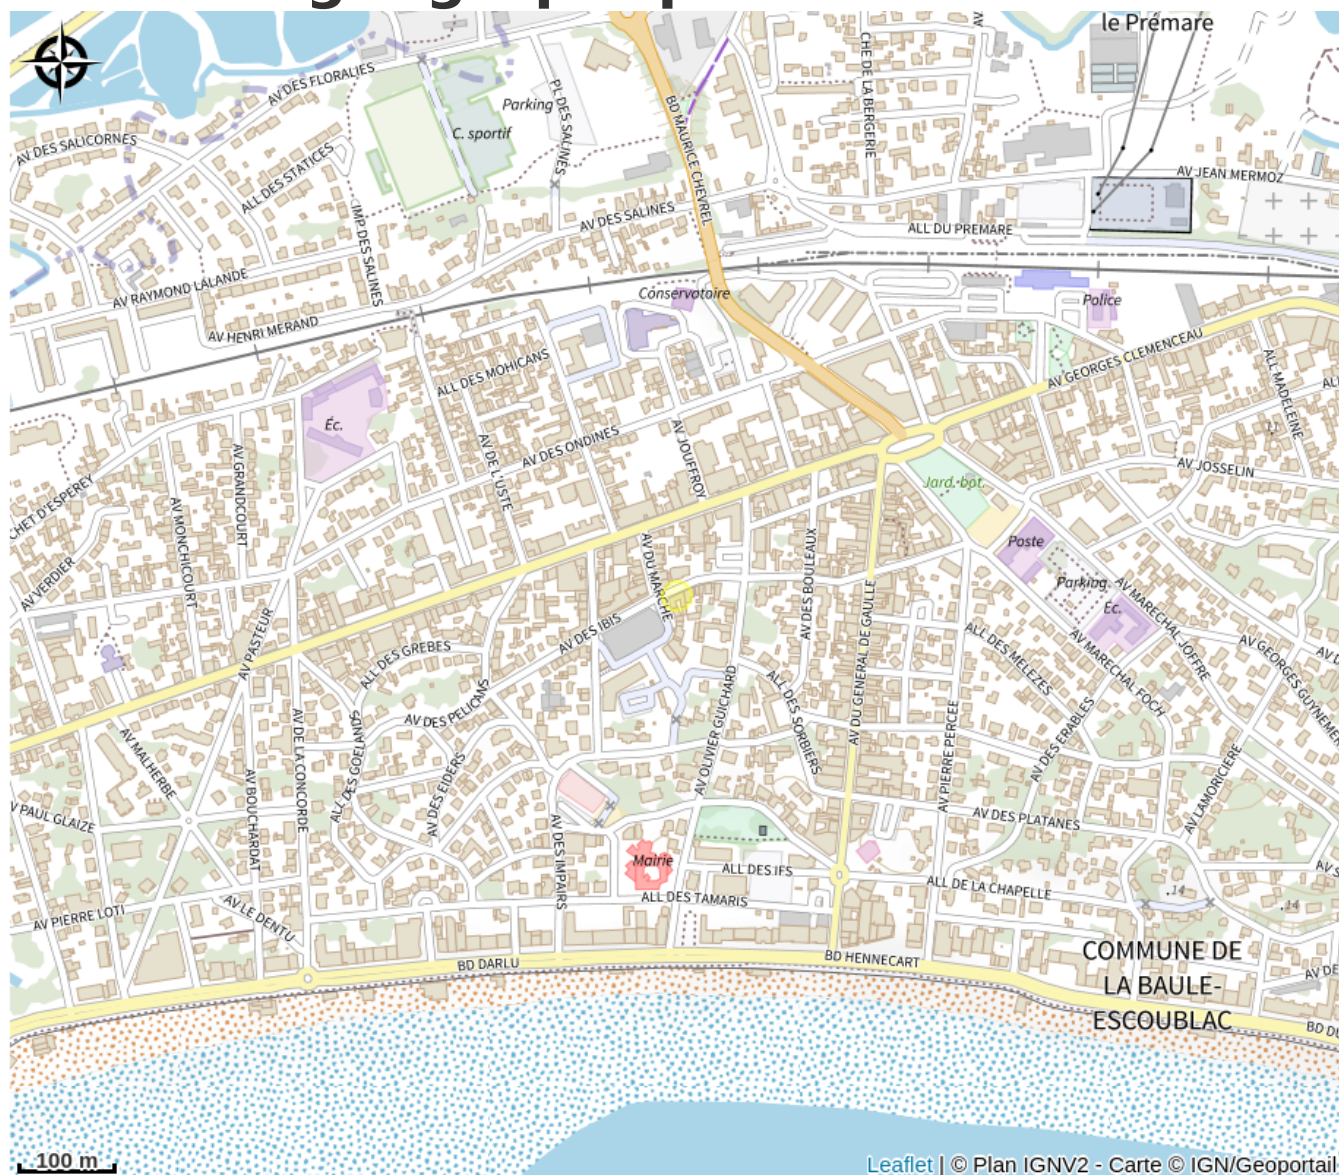 le Prémare
AV DES FLORALIES
Parking
PL DES SALINES
C. sportif
BD MAURICE CHEVREL
CHE DE LA BERGERIE
AV
AV DES SALICORNES
ALL DES STATICES
AV JEAN MERMOZ
IMP DES SALINES
AV DES SALINES
ALL DU PREMARE
AV RAYMOND LALANDE
Conservatoire
Police
AV HENRI MERAND
AV GEORGES CLEMENCEAU
ALL DES MOHICANS
ALL MADELEINE
AL
Éc.
AV DES ONDINES
AV JOUFFROY
AV DE L'USTE
AV GRANDCOURT
AV JOSSELIN
Jard. bot.
CHET D'ESPEREY
AV MONCHICOURT
AV VERDIER
AV DU MARCHE
AV DES BOULEAUX
Poste
Parking
Éc.
AV MARECHAL JOFFRE
AV PASTEUR
AV DES IBIS
AV DU GENERAL DE GAULLE
ALL DES MELEZES
AV MARECHAL FOCH
AV GEORGES GUYNEMER
AV D
ALL DES GREBES
AV DES PELICANS
AV OLIVIER GUICHARD
ALL DES SORBIERS
AV PIERRE PERCEE
AV DES ERABLES
AV MALHERBE
AV DE LA CONCORDE
ALL DES GOELANDS
AV DES EIDERS
AV LAMORICIERE
AV BOUCHARDAT
V PAUL GLAIZE
AV DES PLATANES
AV DES IMPAIRS
Mairie
ALL DES IFS
ALL DES TAMARIS
ALL DE LA CHAPELLE
AV S
.14
.14
AV PIERRE LOTI
AV LE DENTU
BD DARLU
BD HENNECART
COMMUNE DE
LA BAULE-
ESCOUBLAC
AV DE
BD DU
100 m
Leaflet | © Plan IGNV2 - Carte © IGN/Geoportail